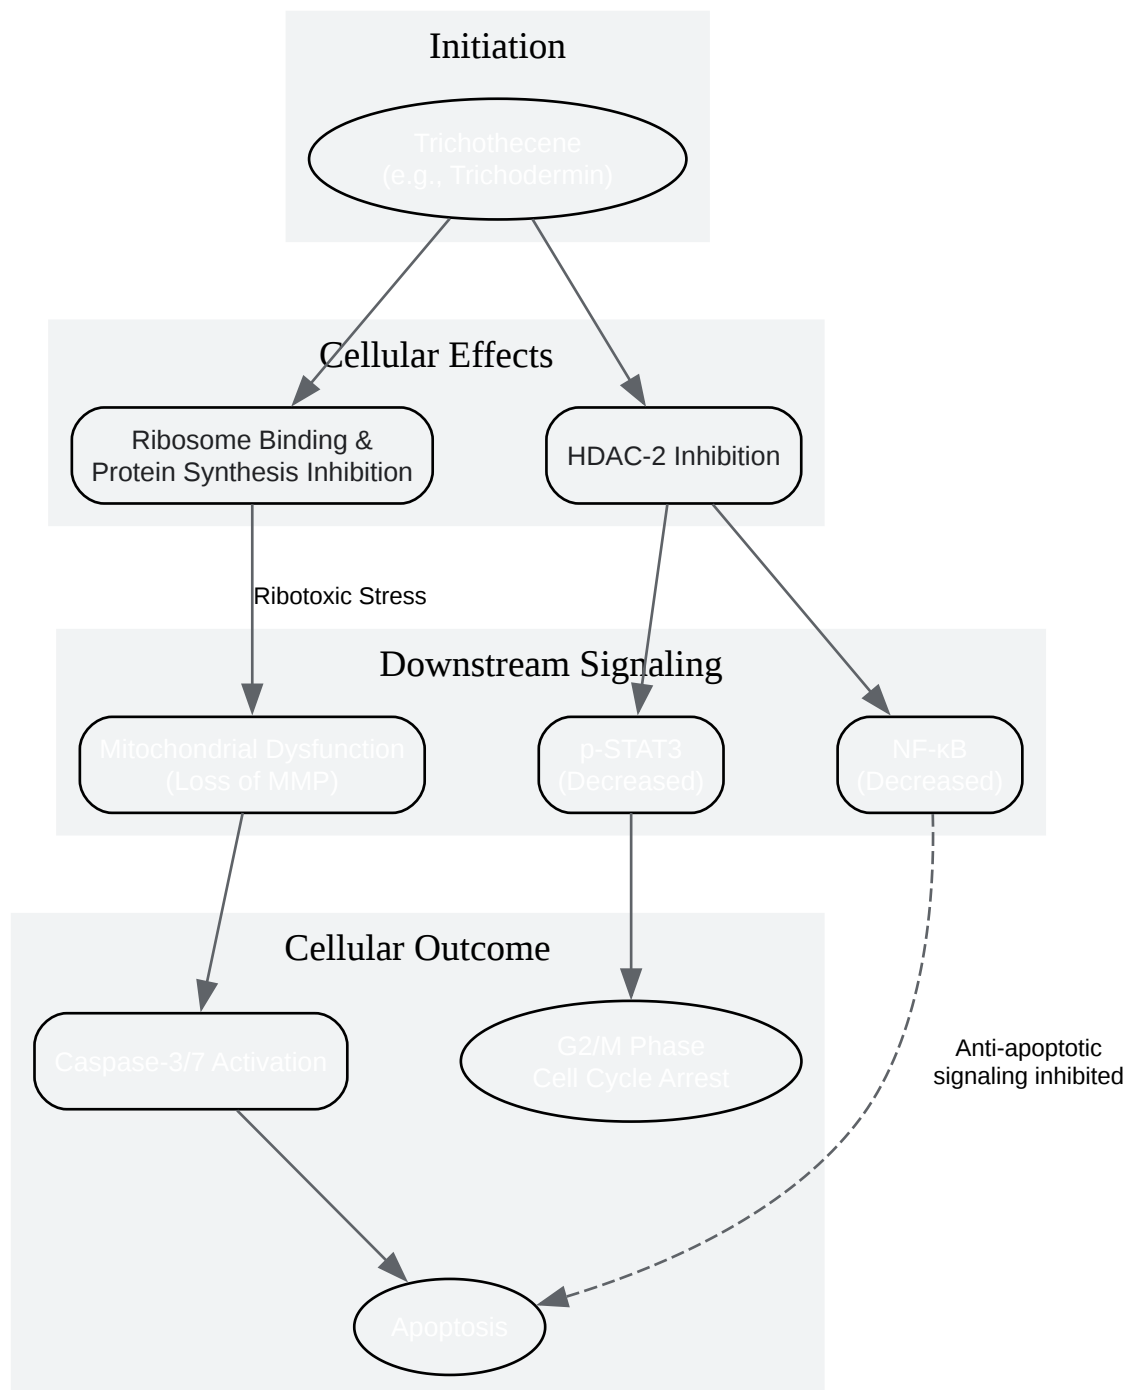 Initiation
Trichothecene
(e.g., Trichodermin)
Cellular Effects
Ribosome Binding &
Protein Synthesis Inhibition
HDAC-2 Inhibition
Ribotoxic Stress
Downstream Signaling
Mitochondrial Dysfunction
(Loss of MMP)
p-STAT3
(Decreased)
NF-κB
(Decreased)
Cellular Outcome
Caspase-3/7 Activation
G2/M Phase
Cell Cycle Arrest
Anti-apoptotic
signaling inhibited
Apoptosis